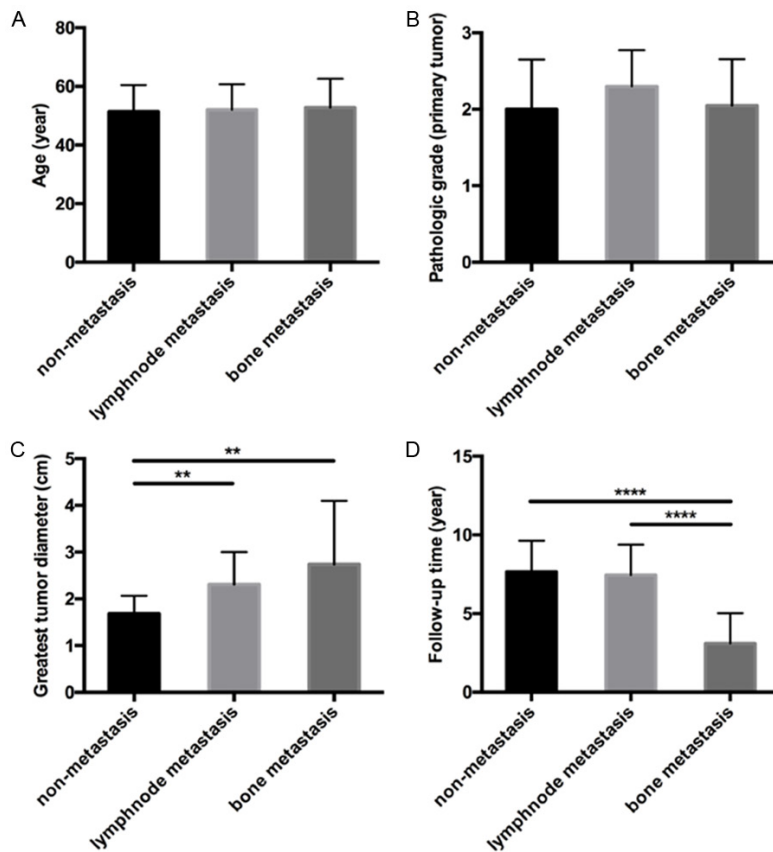 A
Age (year)
80
60
40
20
0
non-metastasis
lymphnode metastasis
bone metastasis
B
Pathologic grade (primary tumor)
3
2
1
0
non-metastasis
lymphnode metastasis
bone metastasis
C
Greatest tumor diameter (cm)
5
4
3
2
1
0
**
**
non-metastasis
lymphnode metastasis
bone metastasis
D
Follow-up time (year)
15
10
5
0
****
****
non-metastasis
lymphnode metastasis
bone metastasis